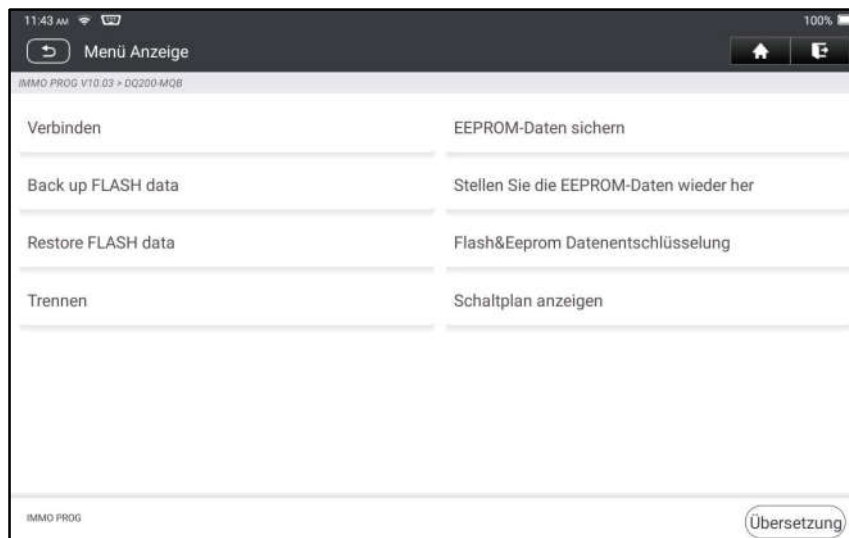 11:43 AM
100%
Menü Anzeige
IMMO PROG V10.03 > DQ200-MQB
Verbinden
EEPROM-Daten sichern
Back up FLASH data
Stellen Sie die EEPROM-Daten wieder her
Restore FLASH data
Flash&Eeprom Datenentschlüsselung
Trennen
Schaltplan anzeigen
IMMO PROG
Übersetzung